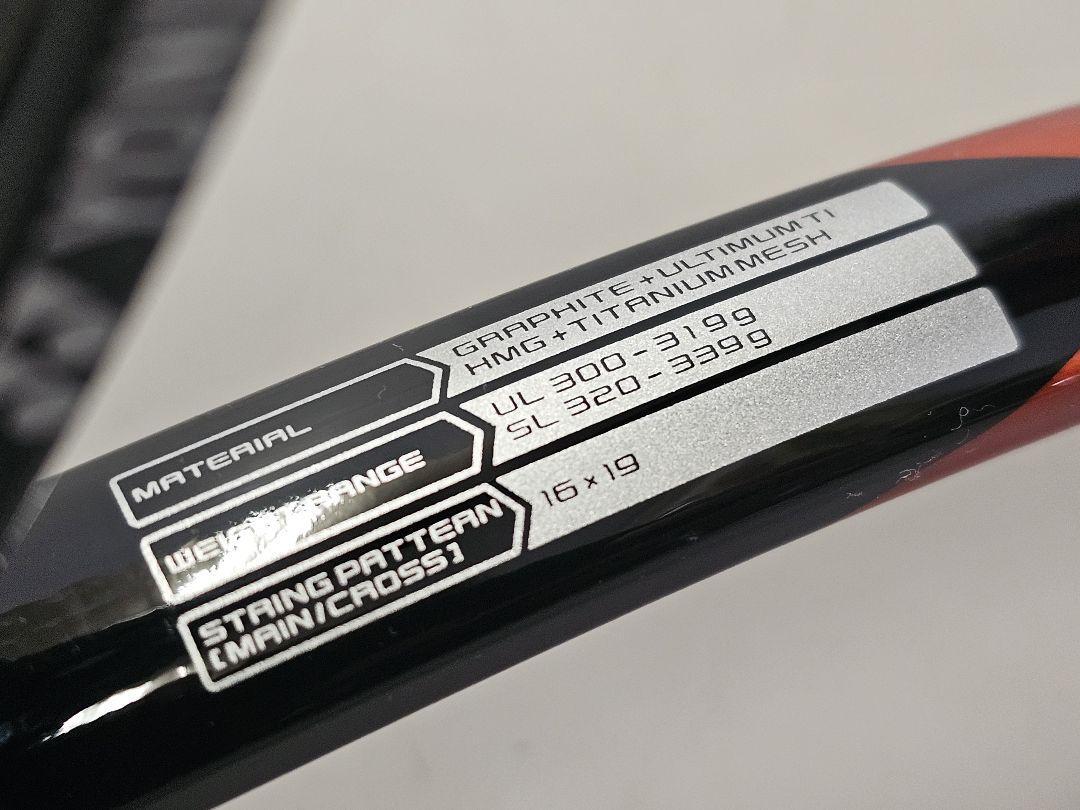 MATERIAL
GRAPHITE+ULTIMUM TI
HMG+TITANIUM MESH
WEIGHT RANGE
UL 300-319g
SL 320-339g
STRING PATTERN
[MAIN/CROSS]
16×19